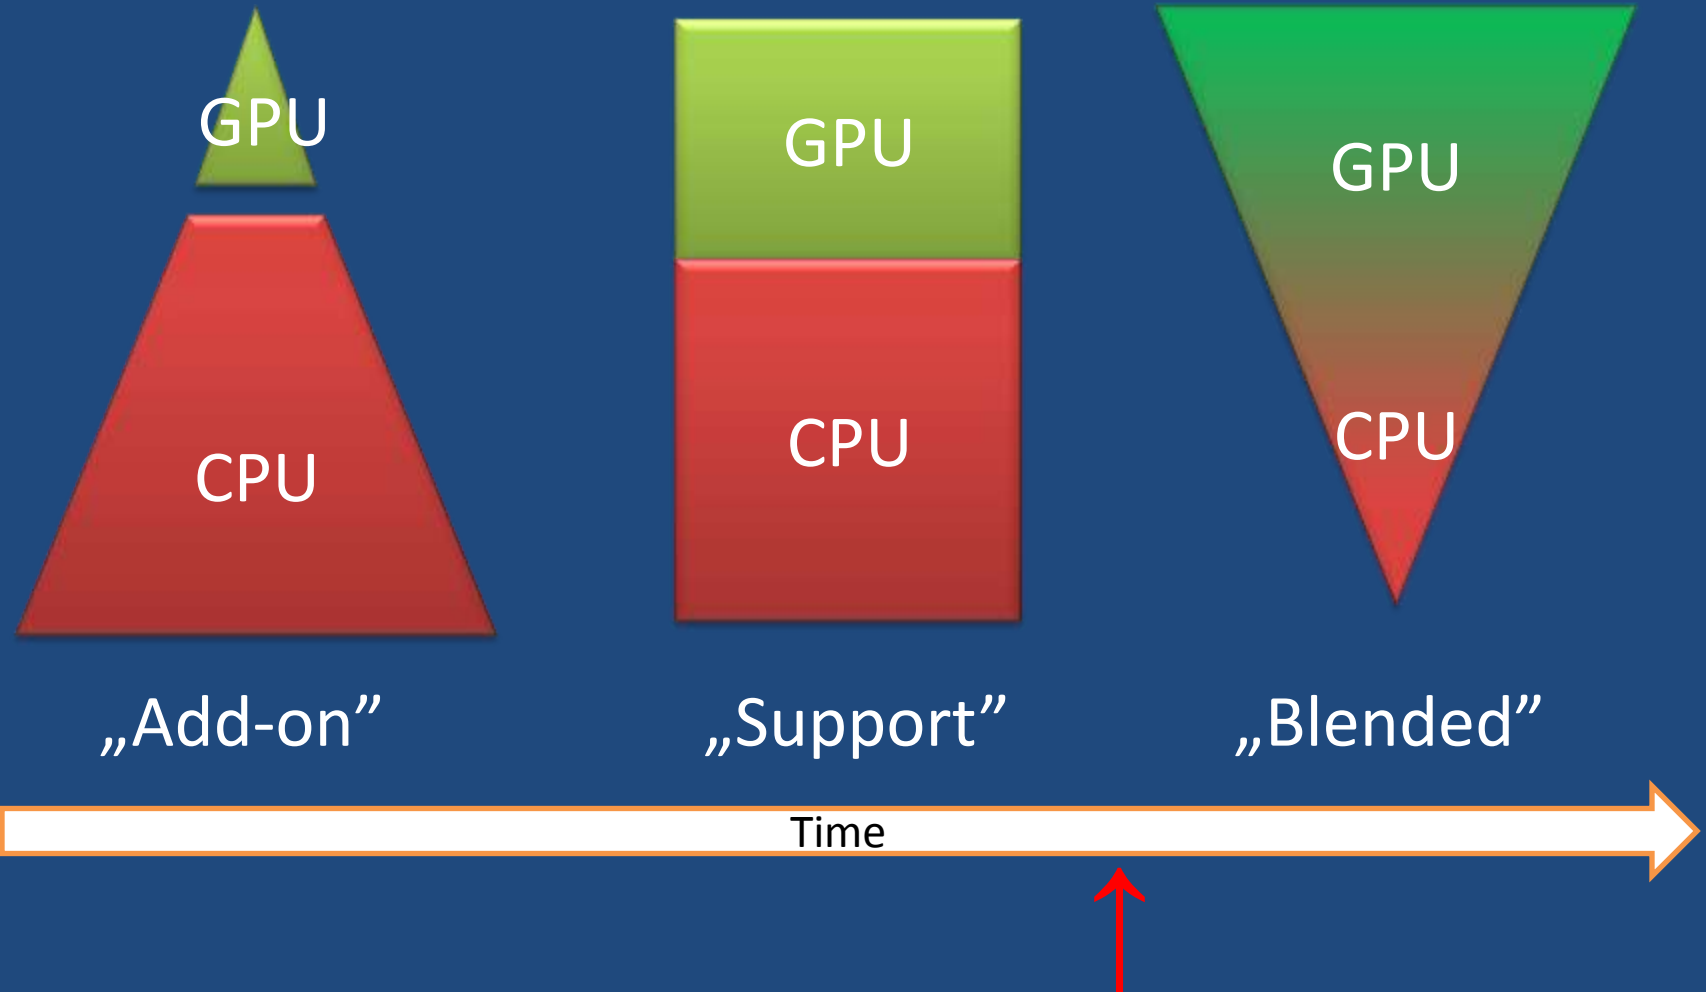 GPU
CPU
„Add-on”
GPU
CPU
„Support”
GPU
CPU
„Blended”
Time